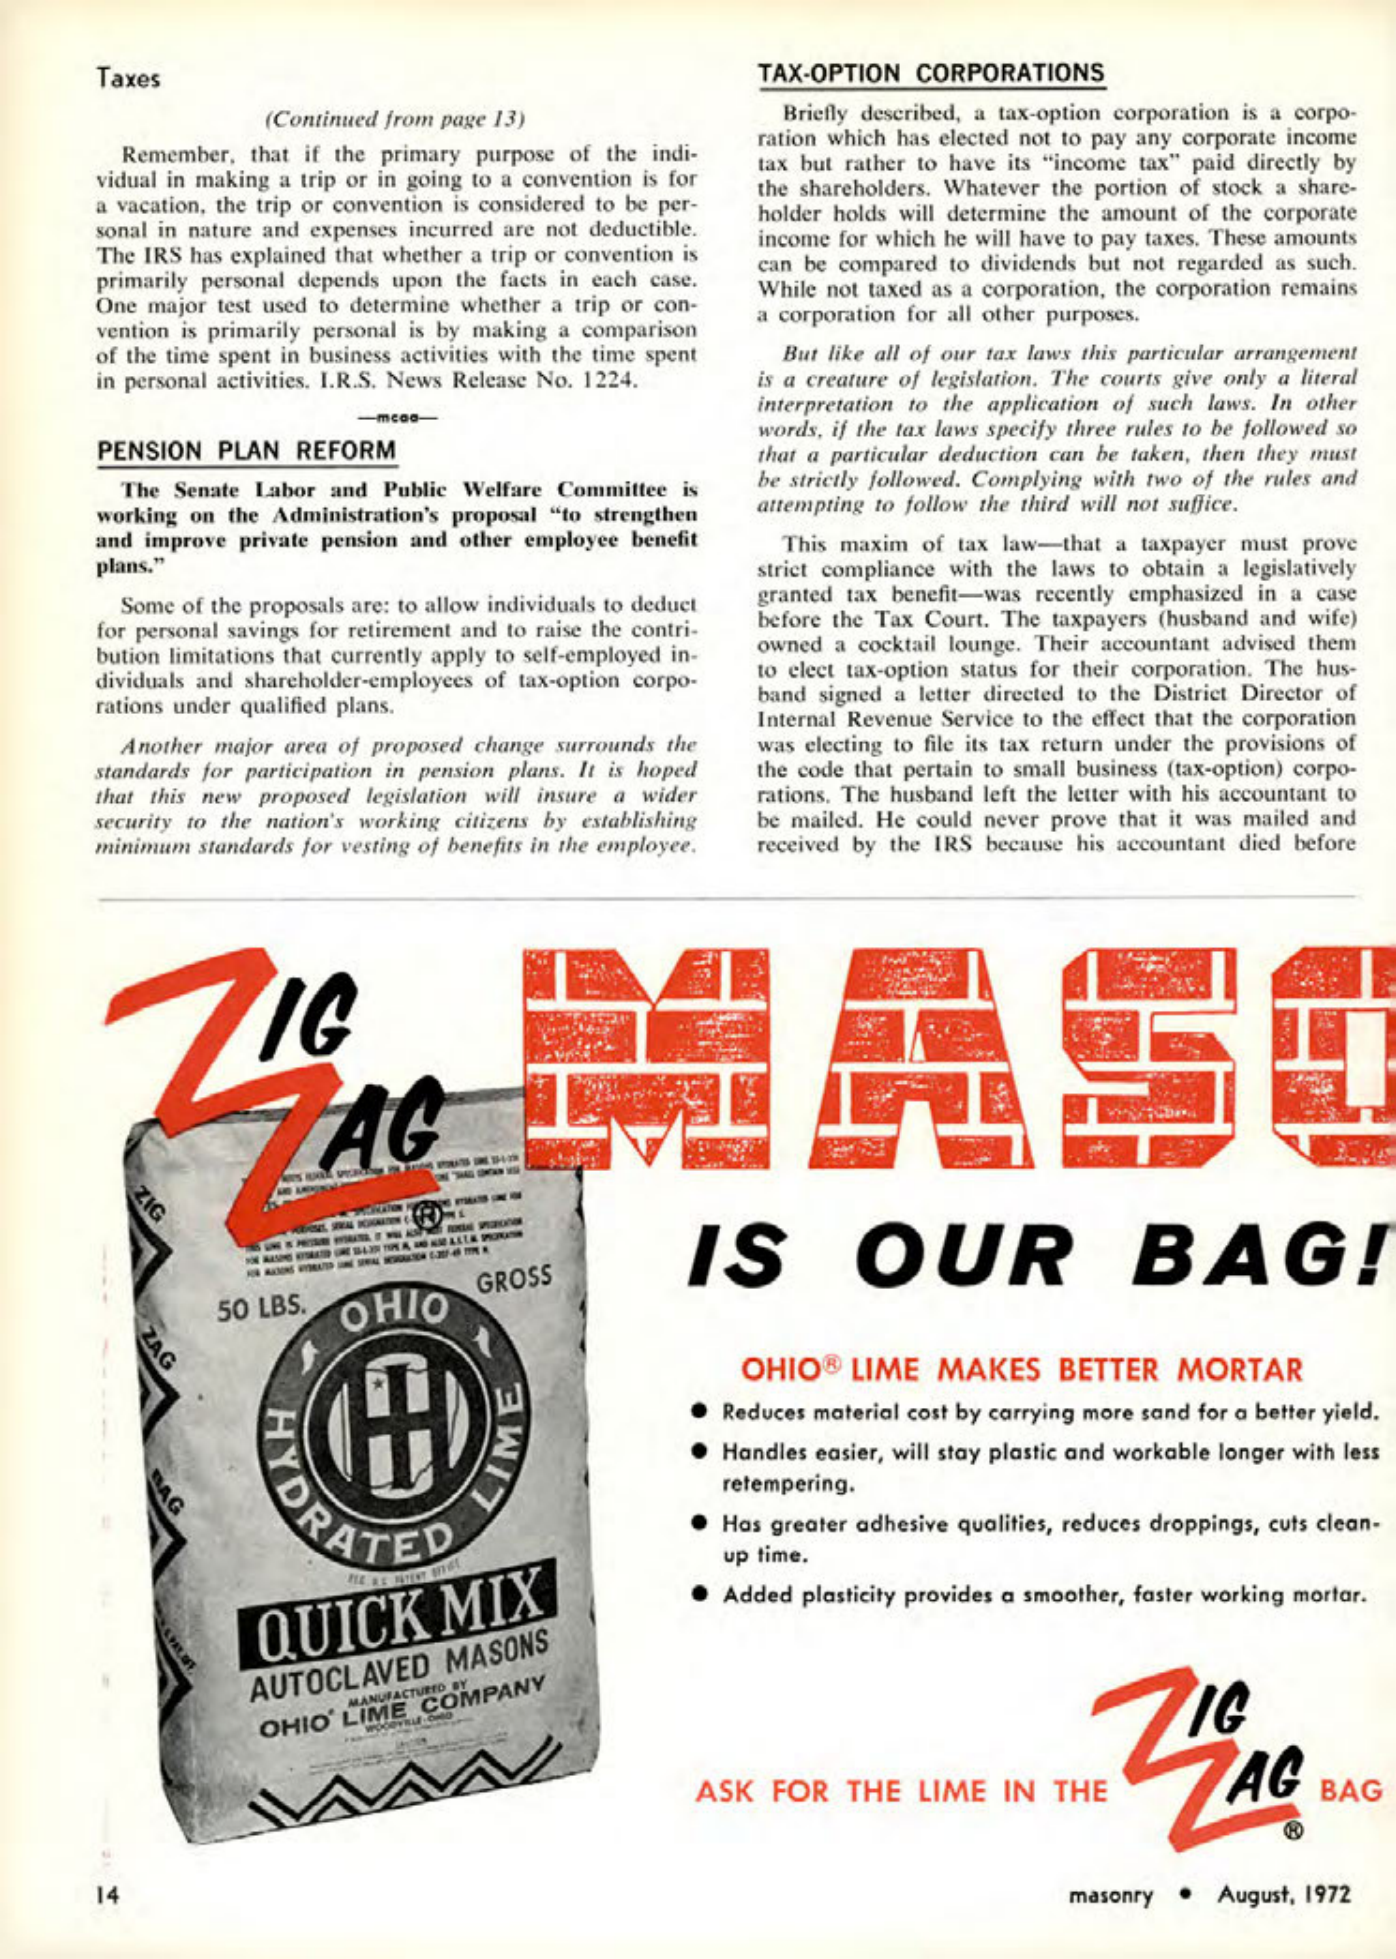 Taxes
(Continued from page 13)
Remember, that if the primary purpose of the indi-
vidual in making a trip or in going to a convention is for
a vacation, the trip or convention is considered to be per-
sonal in nature and expenses incurred are not deductible.
The IRS has explained that whether a trip or convention is
primarily personal depends upon the facts in each case.
One major test used to determine whether a trip or con-
vention is primarily personal is by making a comparison
of the time spent in business activities with the time spent
in personal activities. I.R.S. News Release No. 1224.
—mcaa—
PENSION PLAN REFORM
The Senate Labor and Public Welfare Committee is
working on the Administration's proposal “to strengthen
and improve private pension and other employee benefit
plans.”
Some of the proposals are: to allow individuals to deduct
for personal savings for retirement and to raise the contri-
bution limitations that currently apply to self-employed in-
dividuals and shareholder-employees of tax-option corpo-
rations under qualified plans.
Another major area of proposed change surrounds the
standards for participation in pension plans. It is hoped
that this new proposed legislation will insure a wider
security to the nation's working citizens by establishing
minimum standards for vesting of benefits in the employee.
TAX-OPTION CORPORATIONS
Briefly described, a tax-option corporation is a corpo-
ration which has elected not to pay any corporate income
tax but rather to have its “income tax” paid directly by
the shareholders. Whatever the portion of stock a share-
holder holds will determine the amount of the corporate
income for which he will have to pay taxes. These amounts
can be compared to dividends but not regarded as such.
While not taxed as a corporation, the corporation remains
a corporation for all other purposes.
But like all of our tax laws this particular arrangement
is a creature of legislation. The courts give only a literal
interpretation to the application of such laws. In other
words, if the tax laws specify three rules to be followed so
that a particular deduction can be taken, then they must
be strictly followed. Complying with two of the rules and
attempting to follow the third will not suffice.
This maxim of tax law—that a taxpayer must prove
strict compliance with the laws to obtain a legislatively
granted tax benefit—was recently emphasized in a case
before the Tax Court. The taxpayers (husband and wife)
owned a cocktail lounge. Their accountant advised them
to elect tax-option status for their corporation. The hus-
band signed a letter directed to the District Director of
Internal Revenue Service to the effect that the corporation
was electing to file its tax return under the provisions of
the code that pertain to small business (tax-option) corpo-
rations. The husband left the letter with his accountant to
be mailed. He could never prove that it was mailed and
received by the IRS because his accountant died before
ZIG
ZAG®
MASO
IS OUR BAG!
ZIG
ZAG
BAG
50 LBS. GROSS
OHIO
HYDRATED LIME
REG. U.S. PATENT OFFICE
QUICK MIX
AUTOCLAVED MASONS
MANUFACTURED BY
OHIO LIME COMPANY
WOODVILLE, OHIO
OHIO® LIME MAKES BETTER MORTAR
● Reduces material cost by carrying more sand for a better yield.
● Handles easier, will stay plastic and workable longer with less
retempering.
● Has greater adhesive qualities, reduces droppings, cuts clean-
up time.
● Added plasticity provides a smoother, faster working mortar.
ASK FOR THE LIME IN THE ZIG ZAG® BAG
14
masonry ● August, 1972